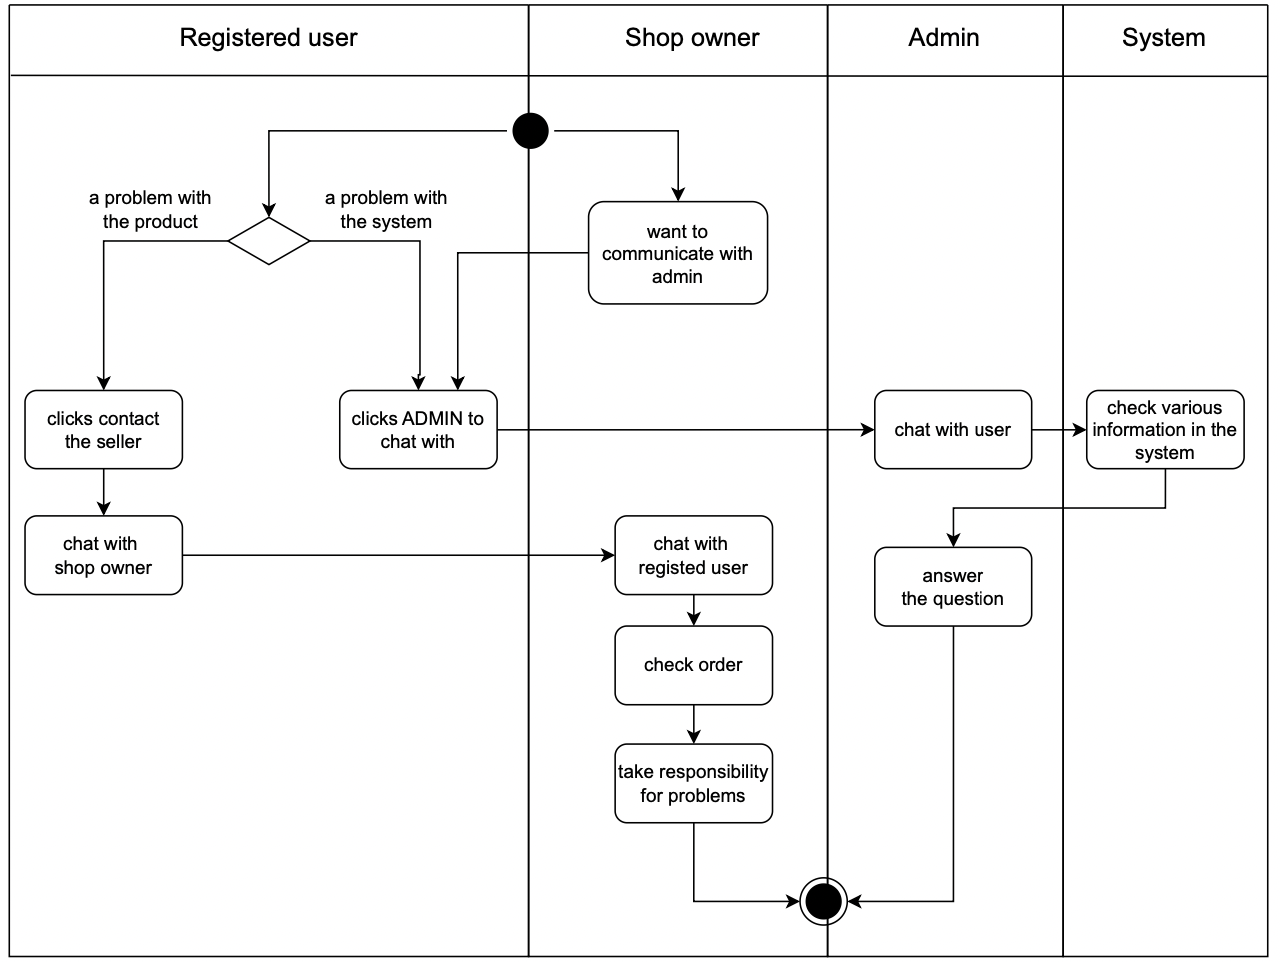 Registered user
Shop owner
Admin
System
a problem with
the product
a problem with
the system
want to
communicate with
admin
clicks contact
the seller
clicks ADMIN to
chat with
chat with user
check various
information in the
system
chat with
shop owner
chat with
registed user
answer
the question
check order
take responsibility
for problems